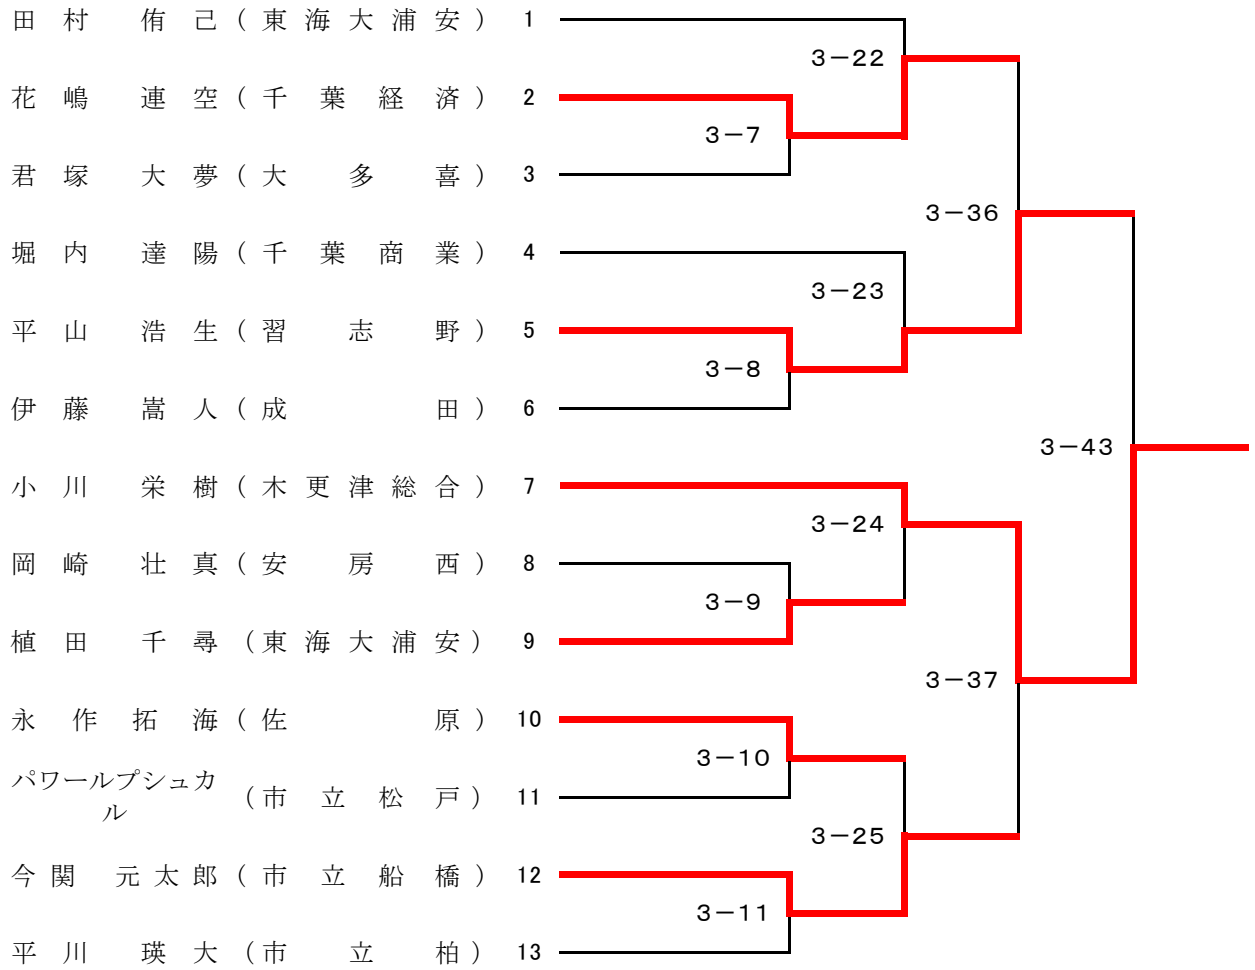 田村 侑己(東海大浦安) 1
3－22
花嶋 連空(千葉経済) 2
3－7
君塚 大夢(大多喜) 3
3－36
堀内 達陽(千葉商業) 4
3－23
平山 浩生(習志野) 5
3－8
伊藤 嵩人(成田) 6
3－43
小川 栄樹(木更津総合) 7
3－24
岡崎 壮真(安房西) 8
3－9
植田 千尋(東海大浦安) 9
3－37
永作拓海(佐原) 10
3－10
パワールプシュカ
ル
(市立松戸) 11
3－25
今関 元太郎(市立船橋) 12
3－11
平川 瑛大(市立柏) 13